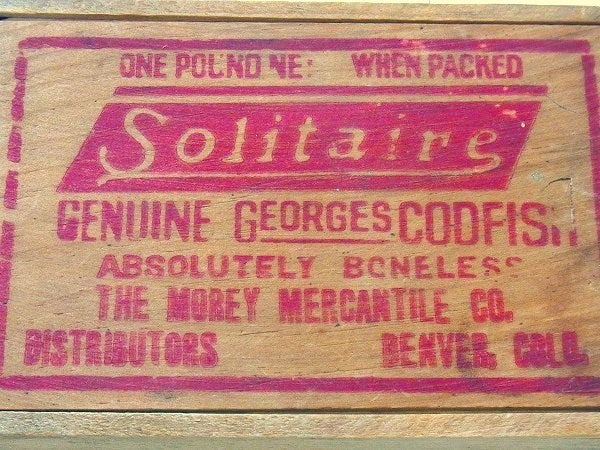 ONE POUND NET WHEN PACKED
Solitaire
GENUINE GEORGES CODFISH
ABSOLUTELY BONELESS
THE MOREY MERCANTILE CO.
DISTRIBUTORS DENVER, COLO.